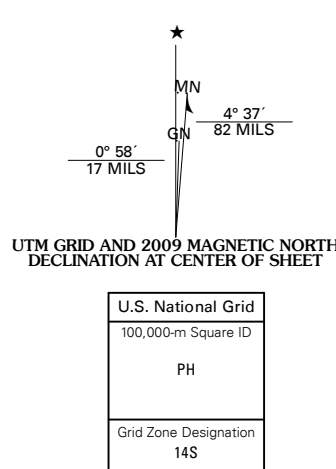 ★
MN
GN
4° 37´
82 MILS
0° 58´
17 MILS
UTM GRID AND 2009 MAGNETIC NORTH
DECLINATION AT CENTER OF SHEET
U.S. National Grid
100,000-m Square ID
PH
Grid Zone Designation
14S